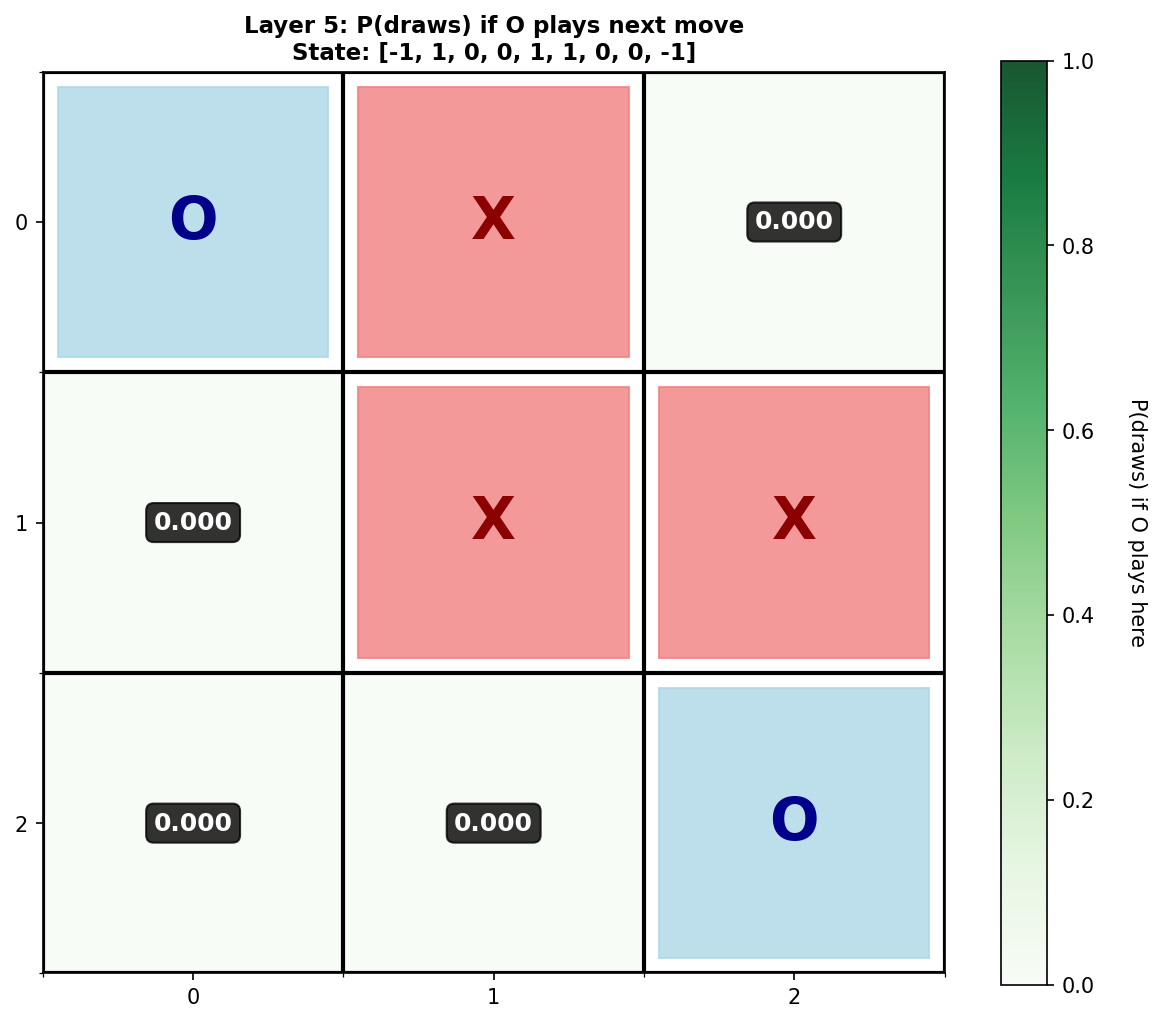 Layer 5: P(draws) if O plays next move
State: [-1, 1, 0, 0, 1, 1, 0, 0, -1]
O X 0.000
0
0.000 X X
1
0.000 0.000 O
2
0 1 2
1.0
0.8
0.6
0.4
0.2
0.0
P(draws) if O plays here